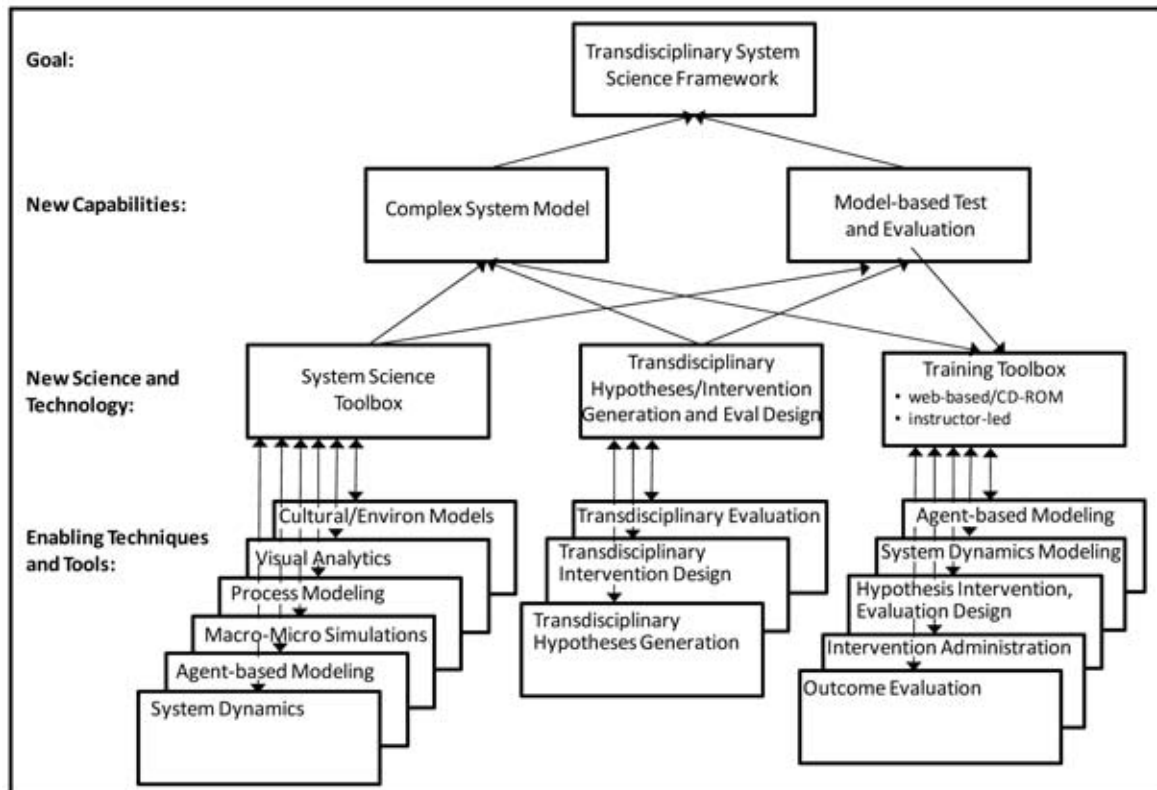 Goal:
Transdisciplinary System
Science Framework
New Capabilities:
Complex System Model
Model-based Test
and Evaluation
New Science and
Technology:
System Science
Toolbox
Transdisciplinary
Hypotheses/Intervention
Generation and Eval Design
Training Toolbox
• web-based/CD-ROM
• instructor-led
Enabling Techniques
and Tools:
Cultural/Environ Models
Visual Analytics
Process Modeling
Macro-Micro Simulations
Agent-based Modeling
System Dynamics
Transdisciplinary Evaluation
Transdisciplinary
Intervention Design
Transdisciplinary
Hypotheses Generation
Agent-based Modeling
System Dynamics Modeling
Hypothesis Intervention,
Evaluation Design
Intervention Administration
Outcome Evaluation